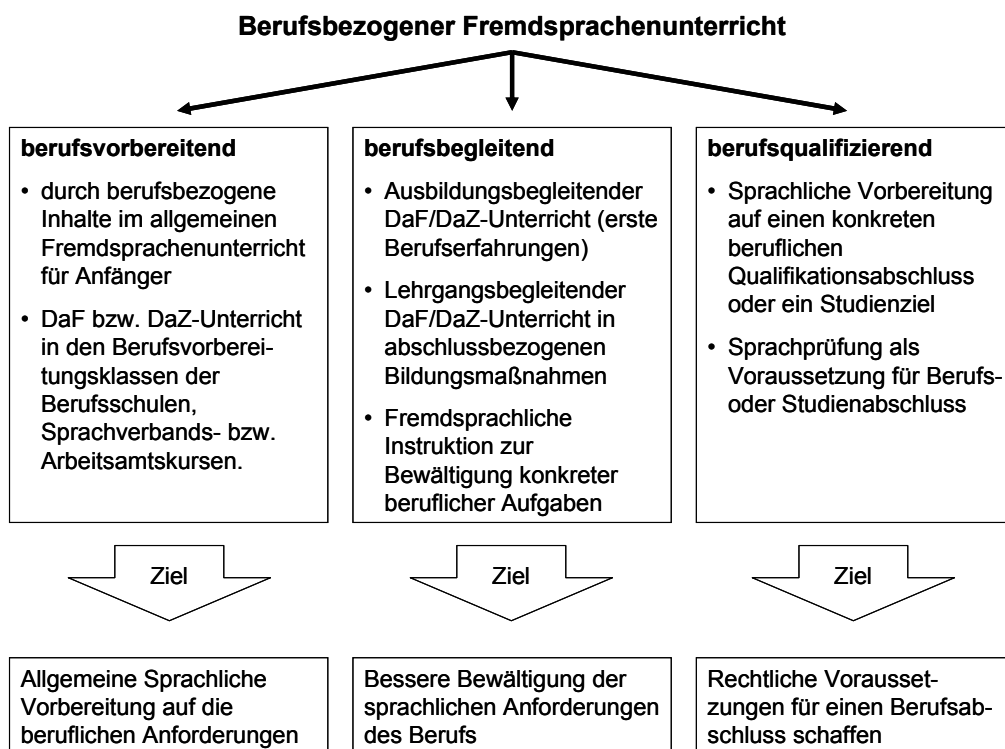 Berufsbezogener Fremdsprachenunterricht
berufsvorbereitend
• durch berufsbezogene
Inhalte im allgemeinen
Fremdsprachenunterricht
für Anfänger
• DaF bzw. DaZ-Unterricht
in den Berufsvorberei-
tungsklassen der
Berufsschulen,
Sprachverbands- bzw.
Arbeitsamtskursen.
berufsbegleitend
• Ausbildungsbegleitender
DaF/DaZ-Unterricht (erste
Berufserfahrungen)
• Lehrgangsbegleitender
DaF/DaZ-Unterricht in
abschlussbezogenen
Bildungsmaßnahmen
• Fremdsprachliche
Instruktion zur
Bewältigung konkreter
beruflicher Aufgaben
berufsqualifizierend
• Sprachliche Vorbereitung
auf einen konkreten
beruflichen
Qualifikationsabschluss
oder ein Studienziel
• Sprachprüfung als
Voraussetzung für Berufs-
oder Studienabschluss
Ziel
Ziel
Ziel
Allgemeine Sprachliche
Vorbereitung auf die
beruflichen Anforderungen
Bessere Bewältigung der
sprachlichen Anforderungen
des Berufs
Rechtliche Vorausset-
zungen für einen Berufsab-
schluss schaffen